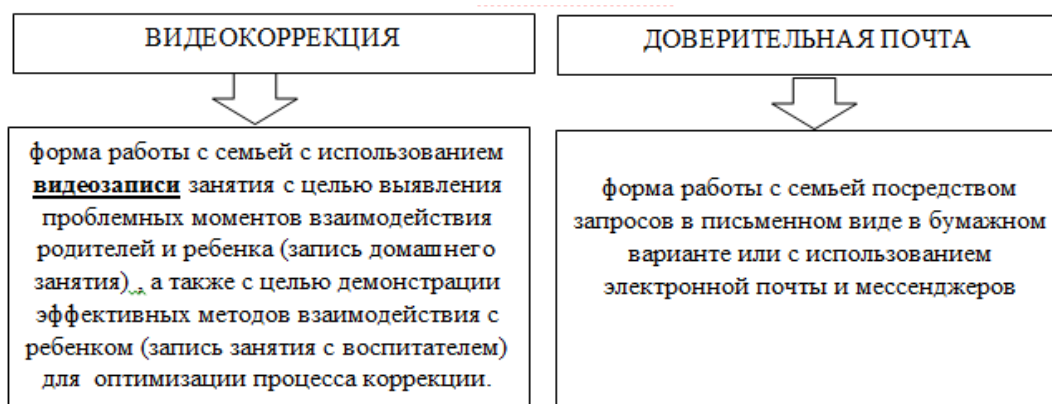 ВИДЕОКОРРЕКЦИЯ
форма работы с семьей с использованием
видеозаписи занятия с целью выявления
проблемных моментов взаимодействия
родителей и ребенка (запись домашнего
занятия) , а также с целью демонстрации
эффективных методов взаимодействия с
ребенком (запись занятия с воспитателем)
для оптимизации процесса коррекции.
ДОВЕРИТЕЛЬНАЯ ПОЧТА
форма работы с семьей посредством
запросов в письменном виде в бумажном
варианте или с использованием
электронной почты и мессенджеров